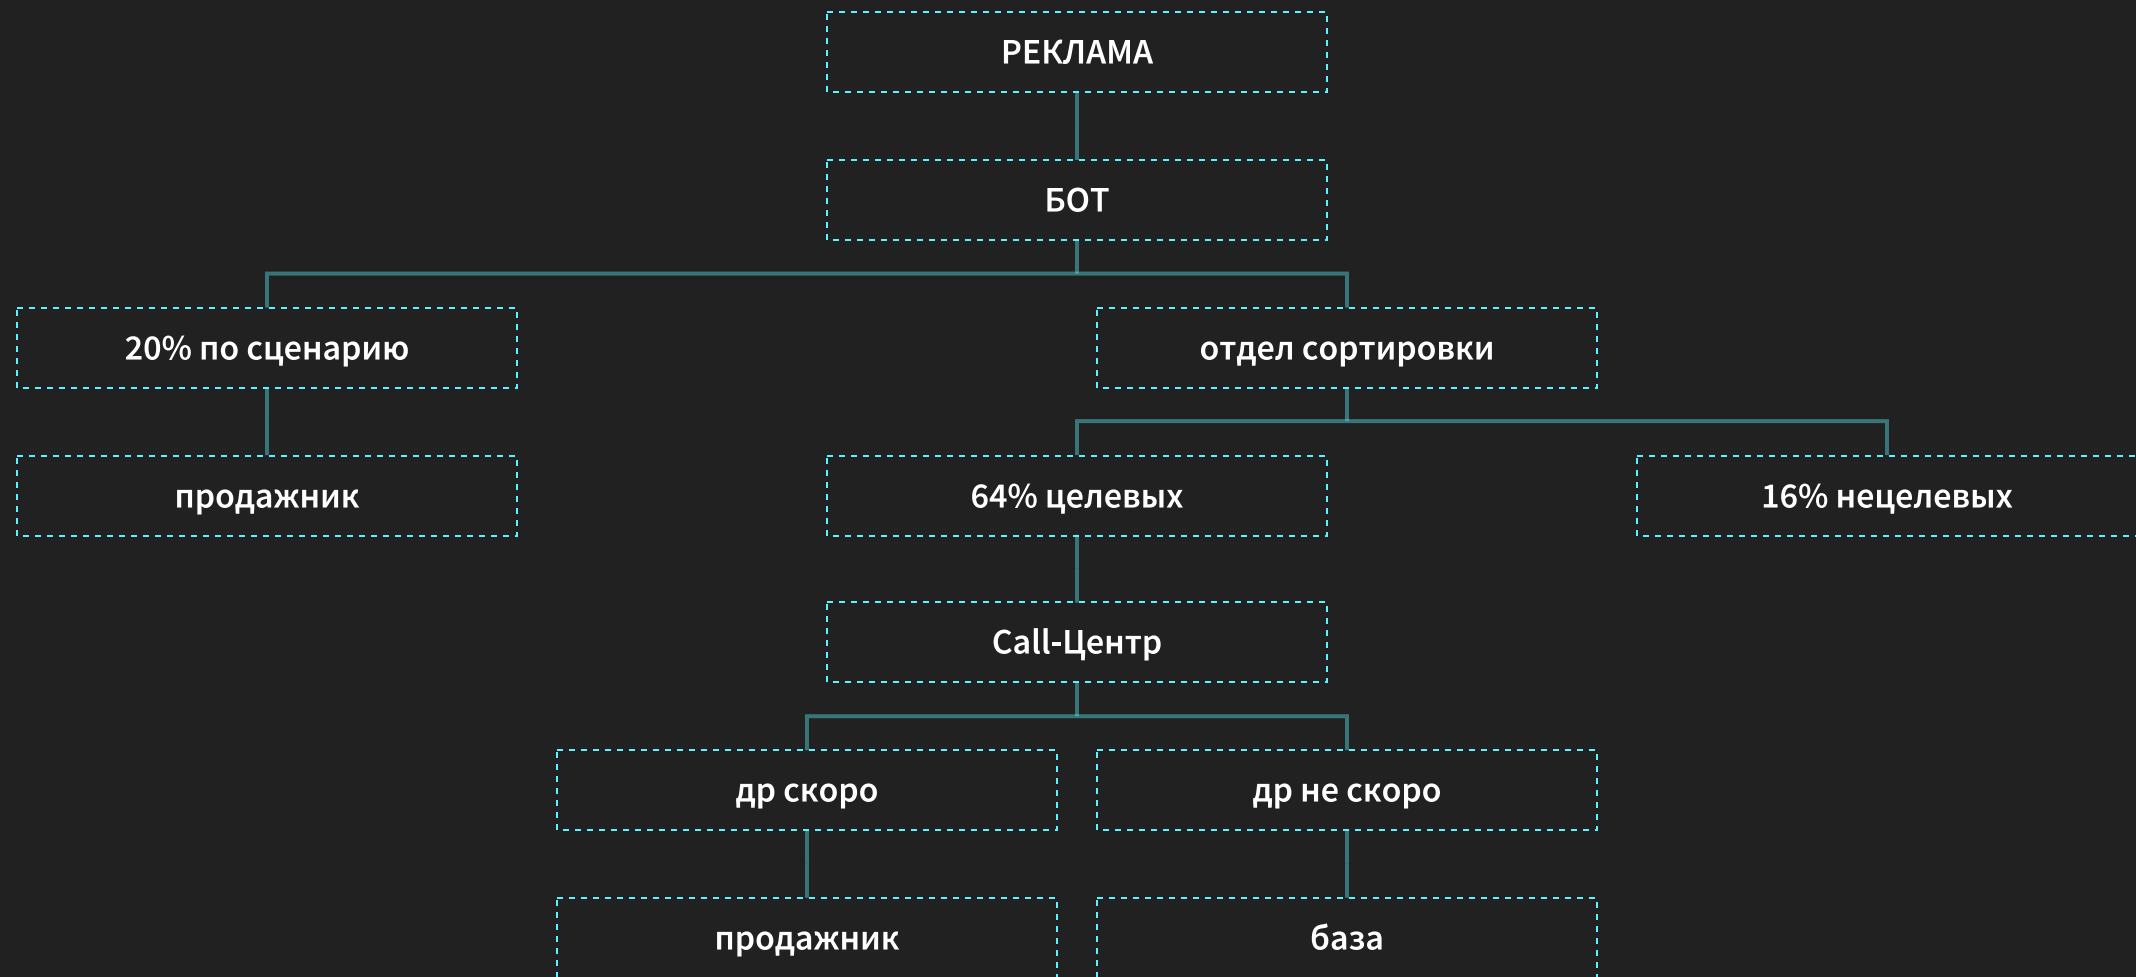 РЕКЛАМА
БОТ
20% по сценарию
отдел сортировки
продажник
64% целевых
16% нецелевых
Call-Центр
др скоро
др не скоро
продажник
база